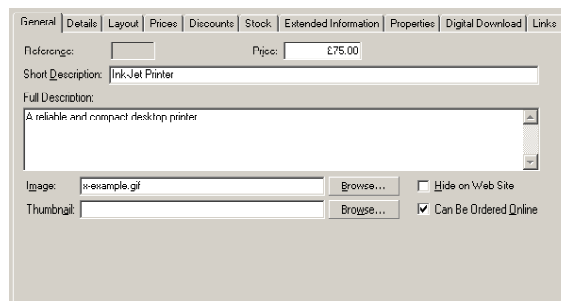 General Details Layout Prices Discounts Stock Extended Information Properties Digital Download Links
Reference: Price: £75.00
Short Description: Ink-Jet Printer
Full Description:
A reliable and compact desktop printer
Image: x-example.gif Browse... Hide on Web Site
Thumbnail: Browse... Can Be Ordered Online